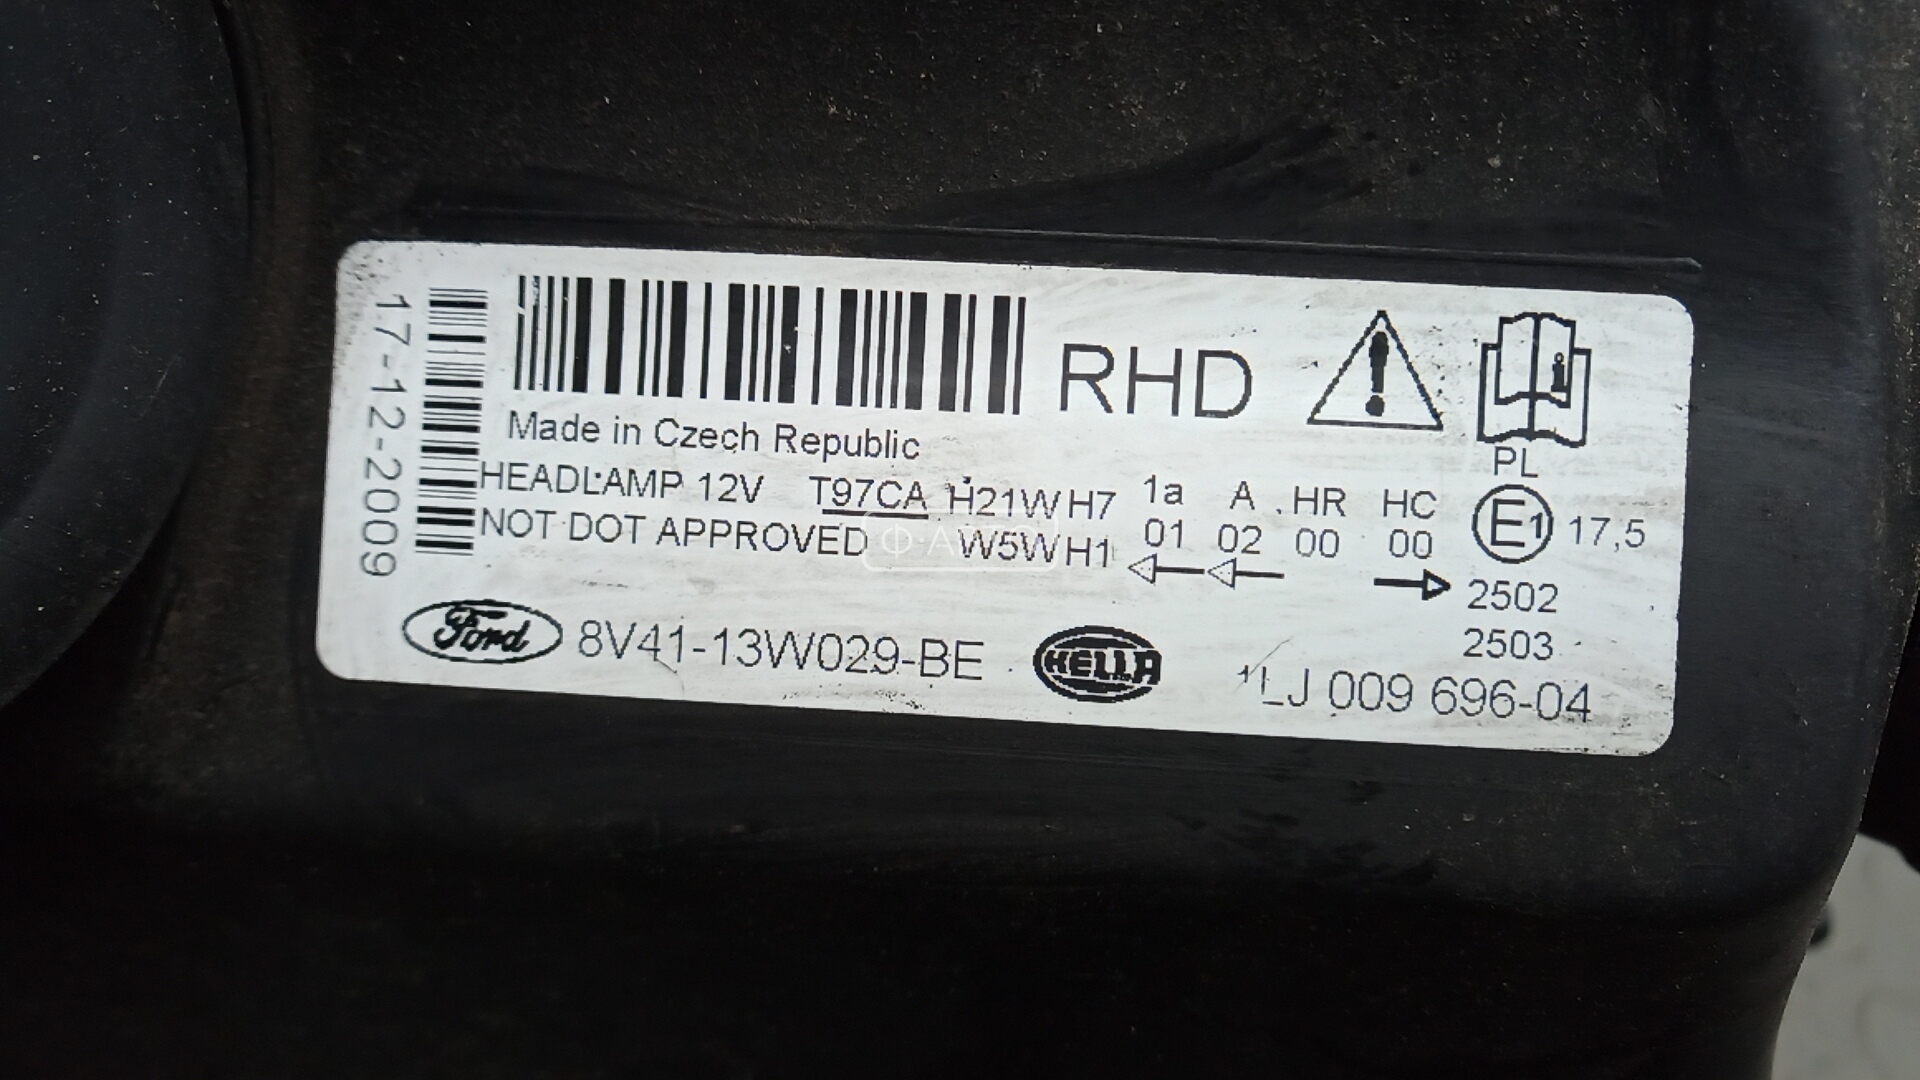 17-12-2009
RHD
Made in Czech Republic
HEADLAMP 12V T97CA H21W H7 1a A HR HC PL
NOT DOT APPROVED W5W H1 01 02 00 00 E1 17,5
2502
2503
Ford 8V41-13W029-BE HELLA 1LJ 009 696-04